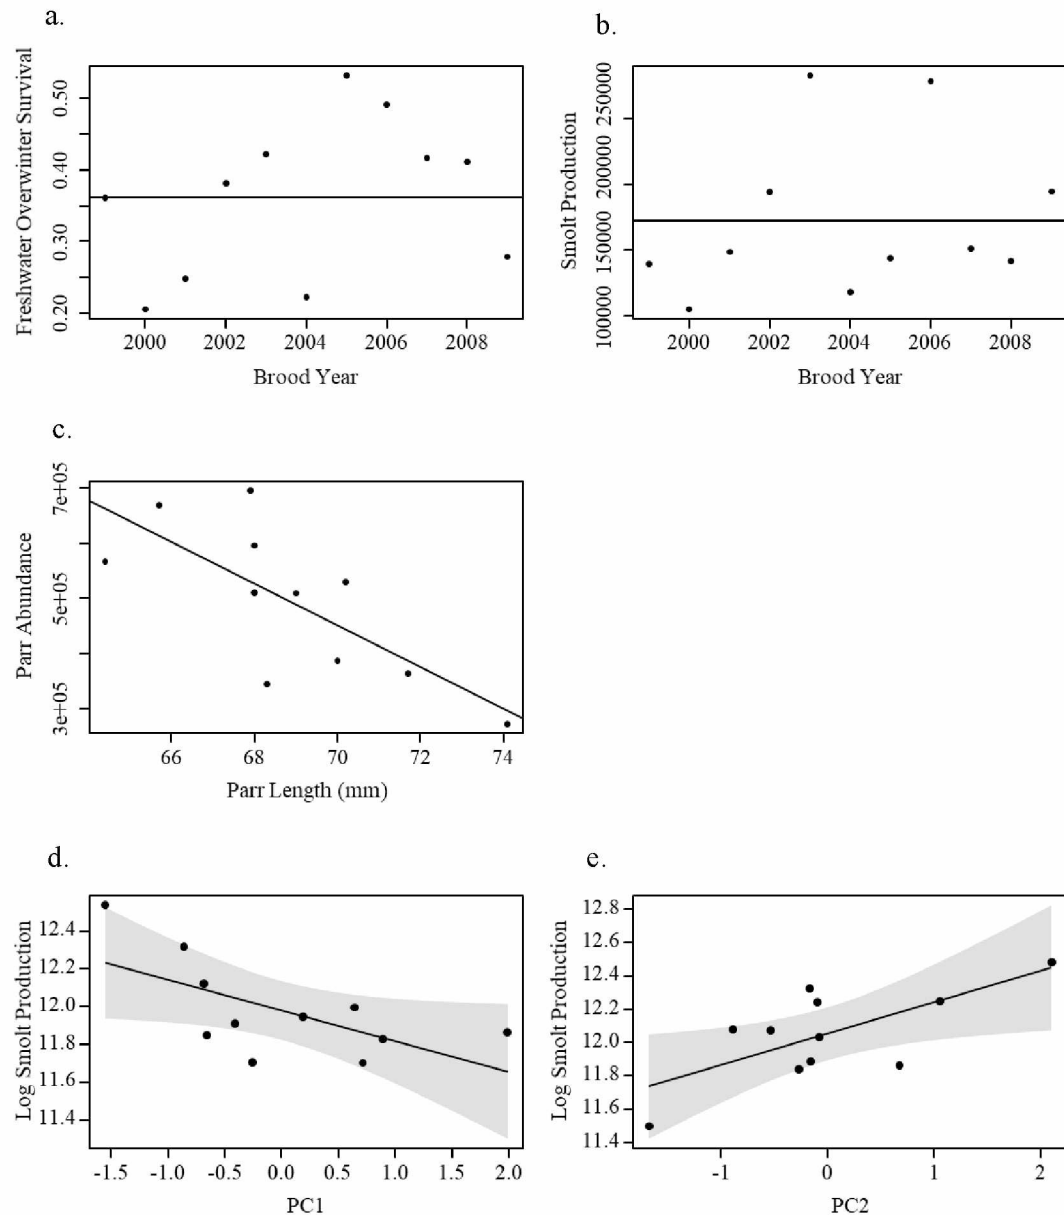 a.
Freshwater Overwinter Survival
0.50
0.40
0.30
0.20
2000 2002 2004 2006 2008
Brood Year
b.
Smolt Production
250000
200000
150000
100000
2000 2002 2004 2006 2008
Brood Year
c.
Parr Abundance
7e+05
5e+05
3e+05
66 68 70 72 74
Parr Length (mm)
d.
Log Smolt Production
12.4
12.2
12.0
11.8
11.6
11.4
-1.5 -1.0 -0.5 0.0 0.5 1.0 1.5 2.0
PC1
e.
Log Smolt Production
12.8
12.6
12.4
12.2
12.0
11.8
11.6
11.4
-1 0 1 2
PC2